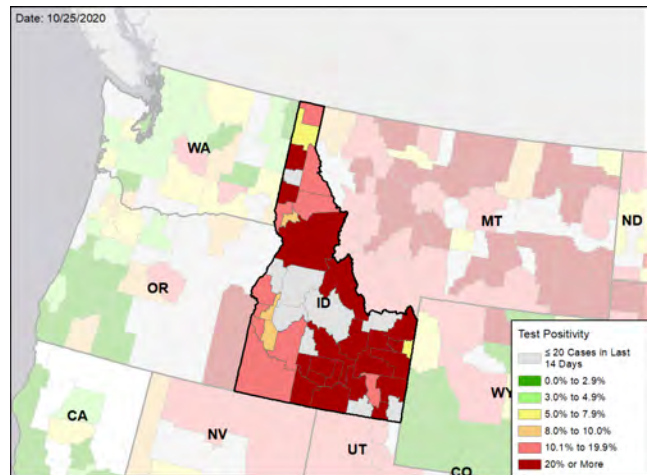 Date: 10/25/2020
WA
MT
ND
OR
ID
WY
CA
NV
UT
CO
Test Positivity
≤ 20 Cases in Last
14 Days
0.0% to 2.9%
3.0% to 4.9%
5.0% to 7.9%
8.0% to 10.0%
10.1% to 19.9%
20% or More